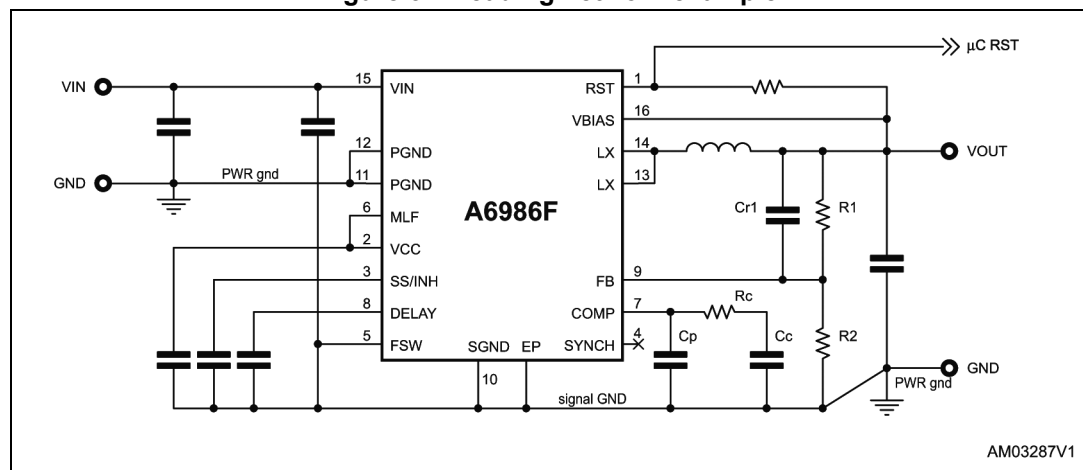 μC RST
VIN
15
VIN
RST
1
VBIAS
16
12
PGND
LX
14
VOUT
GND
PWR gnd
11
PGND
LX
13
6
MLF
A6986F
Cr1
R1
2
VCC
3
SS/INH
FB
9
8
DELAY
COMP
7
Rc
5
FSW
SGND
EP
SYNCH
4
Cp
Cc
R2
10
GND
PWR gnd
signal GND
AM03287V1